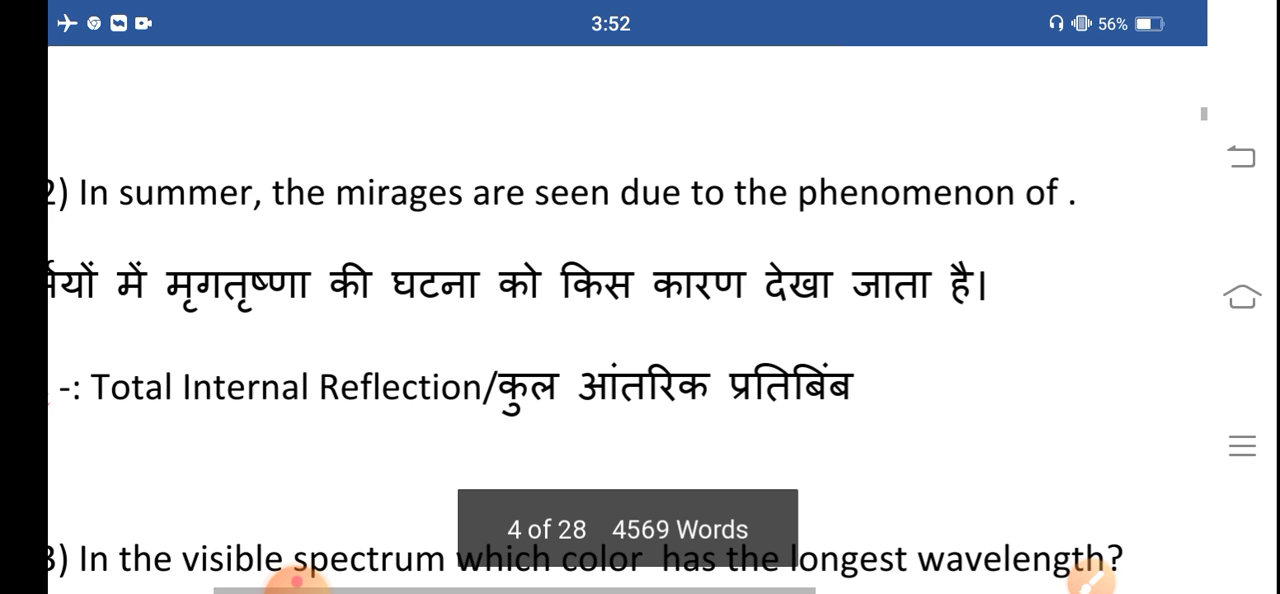 3:52
56%
2) In summer, the mirages are seen due to the phenomenon of .
र्मियों में मृगतृष्णा की घटना को किस कारण देखा जाता है।
-: Total Internal Reflection/कुल आंतरिक प्रतिबिंब
4 of 28 4569 Words
3) In the visible spectrum which color has the longest wavelength?